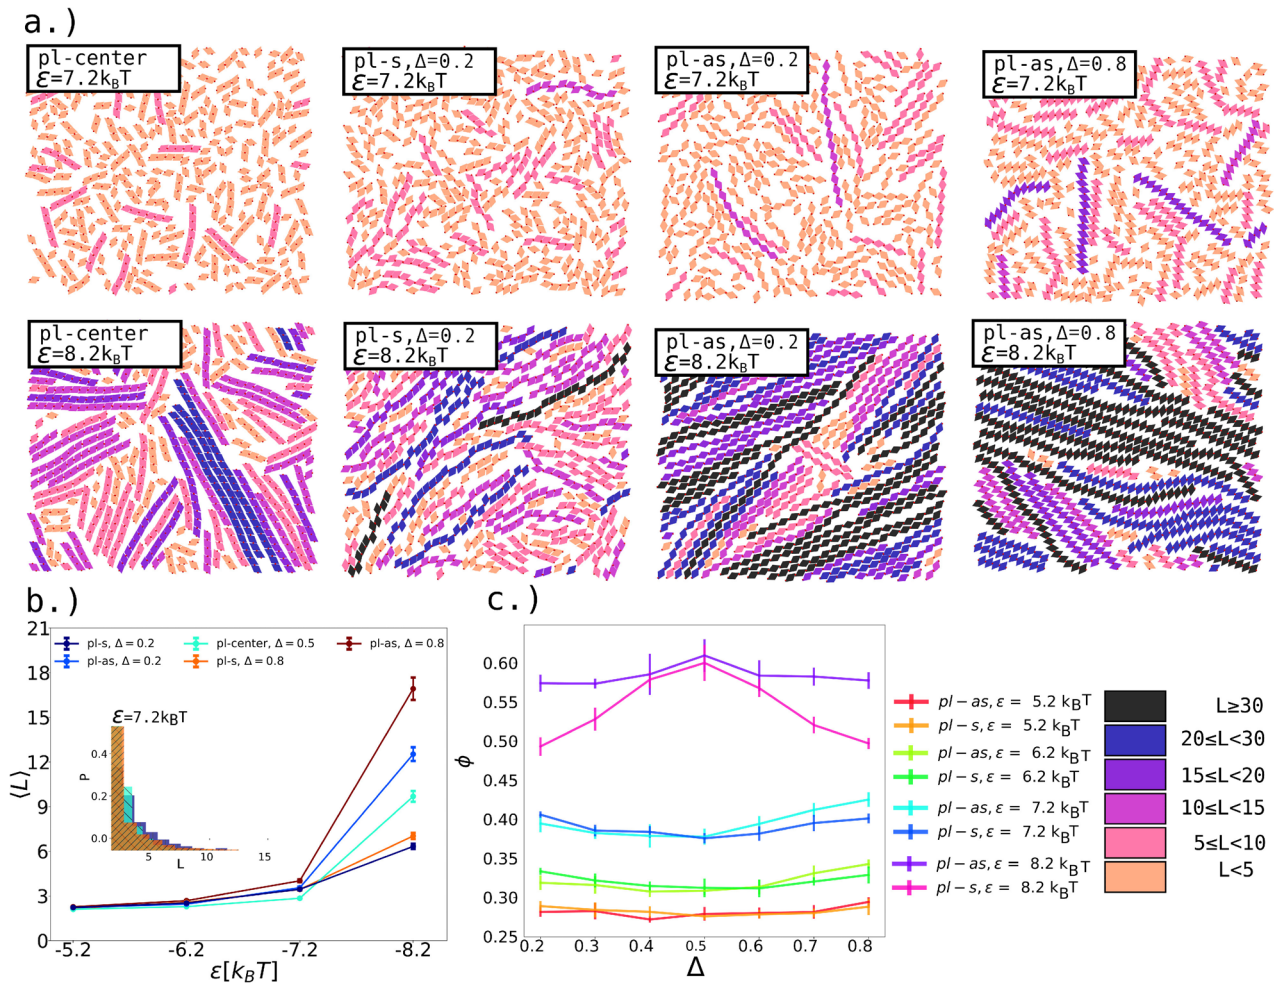 a.)
pl-center
ε=7.2kBT
pl-s,Δ=0.2
ε=7.2kBT
pl-as,Δ=0.2
ε=7.2kBT
pl-as,Δ=0.8
ε=7.2kBT
pl-center
ε=8.2kBT
pl-s,Δ=0.2
ε=8.2kBT
pl-as,Δ=0.2
ε=8.2kBT
pl-as,Δ=0.8
ε=8.2kBT
b.)
21
18
15
12
9
6
3
0
⟨L⟩
pl-s, Δ = 0.2
pl-as, Δ = 0.2
pl-center, Δ = 0.5
pl-s, Δ = 0.8
pl-as, Δ = 0.8
ε=7.2kBT
0.4
0.2
0.0
P
5
10
15
L
-5.2
-6.2
-7.2
-8.2
ε[kBT]
c.)
0.60
0.55
0.50
0.45
0.40
0.35
0.30
0.25
ϕ
0.2
0.3
0.4
0.5
0.6
0.7
0.8
Δ
pl − as, ε = 5.2 kBT
pl − s, ε = 5.2 kBT
pl − as, ε = 6.2 kBT
pl − s, ε = 6.2 kBT
pl − as, ε = 7.2 kBT
pl − s, ε = 7.2 kBT
pl − as, ε = 8.2 kBT
pl − s, ε = 8.2 kBT
L≥30
20≤L<30
15≤L<20
10≤L<15
5≤L<10
L<5